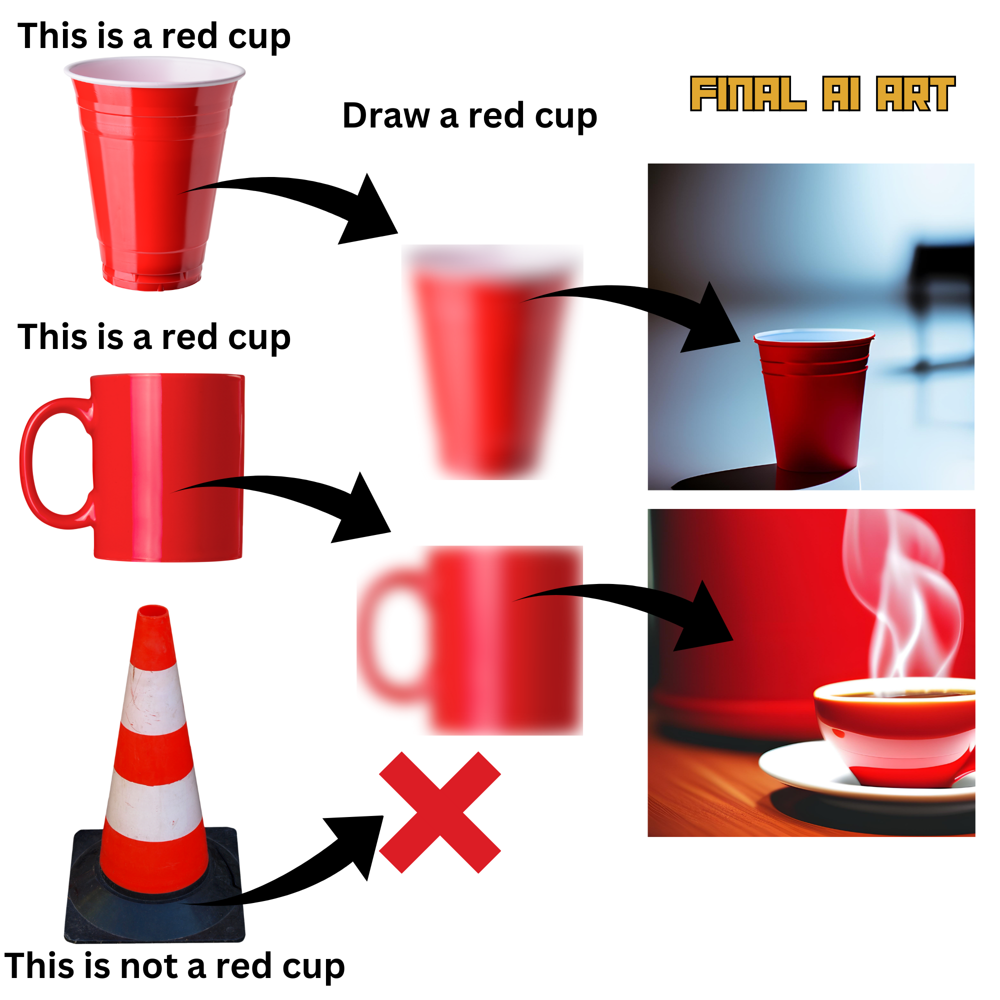 This is a red cup
Draw a red cup
FINAL AI ART
This is a red cup
This is not a red cup